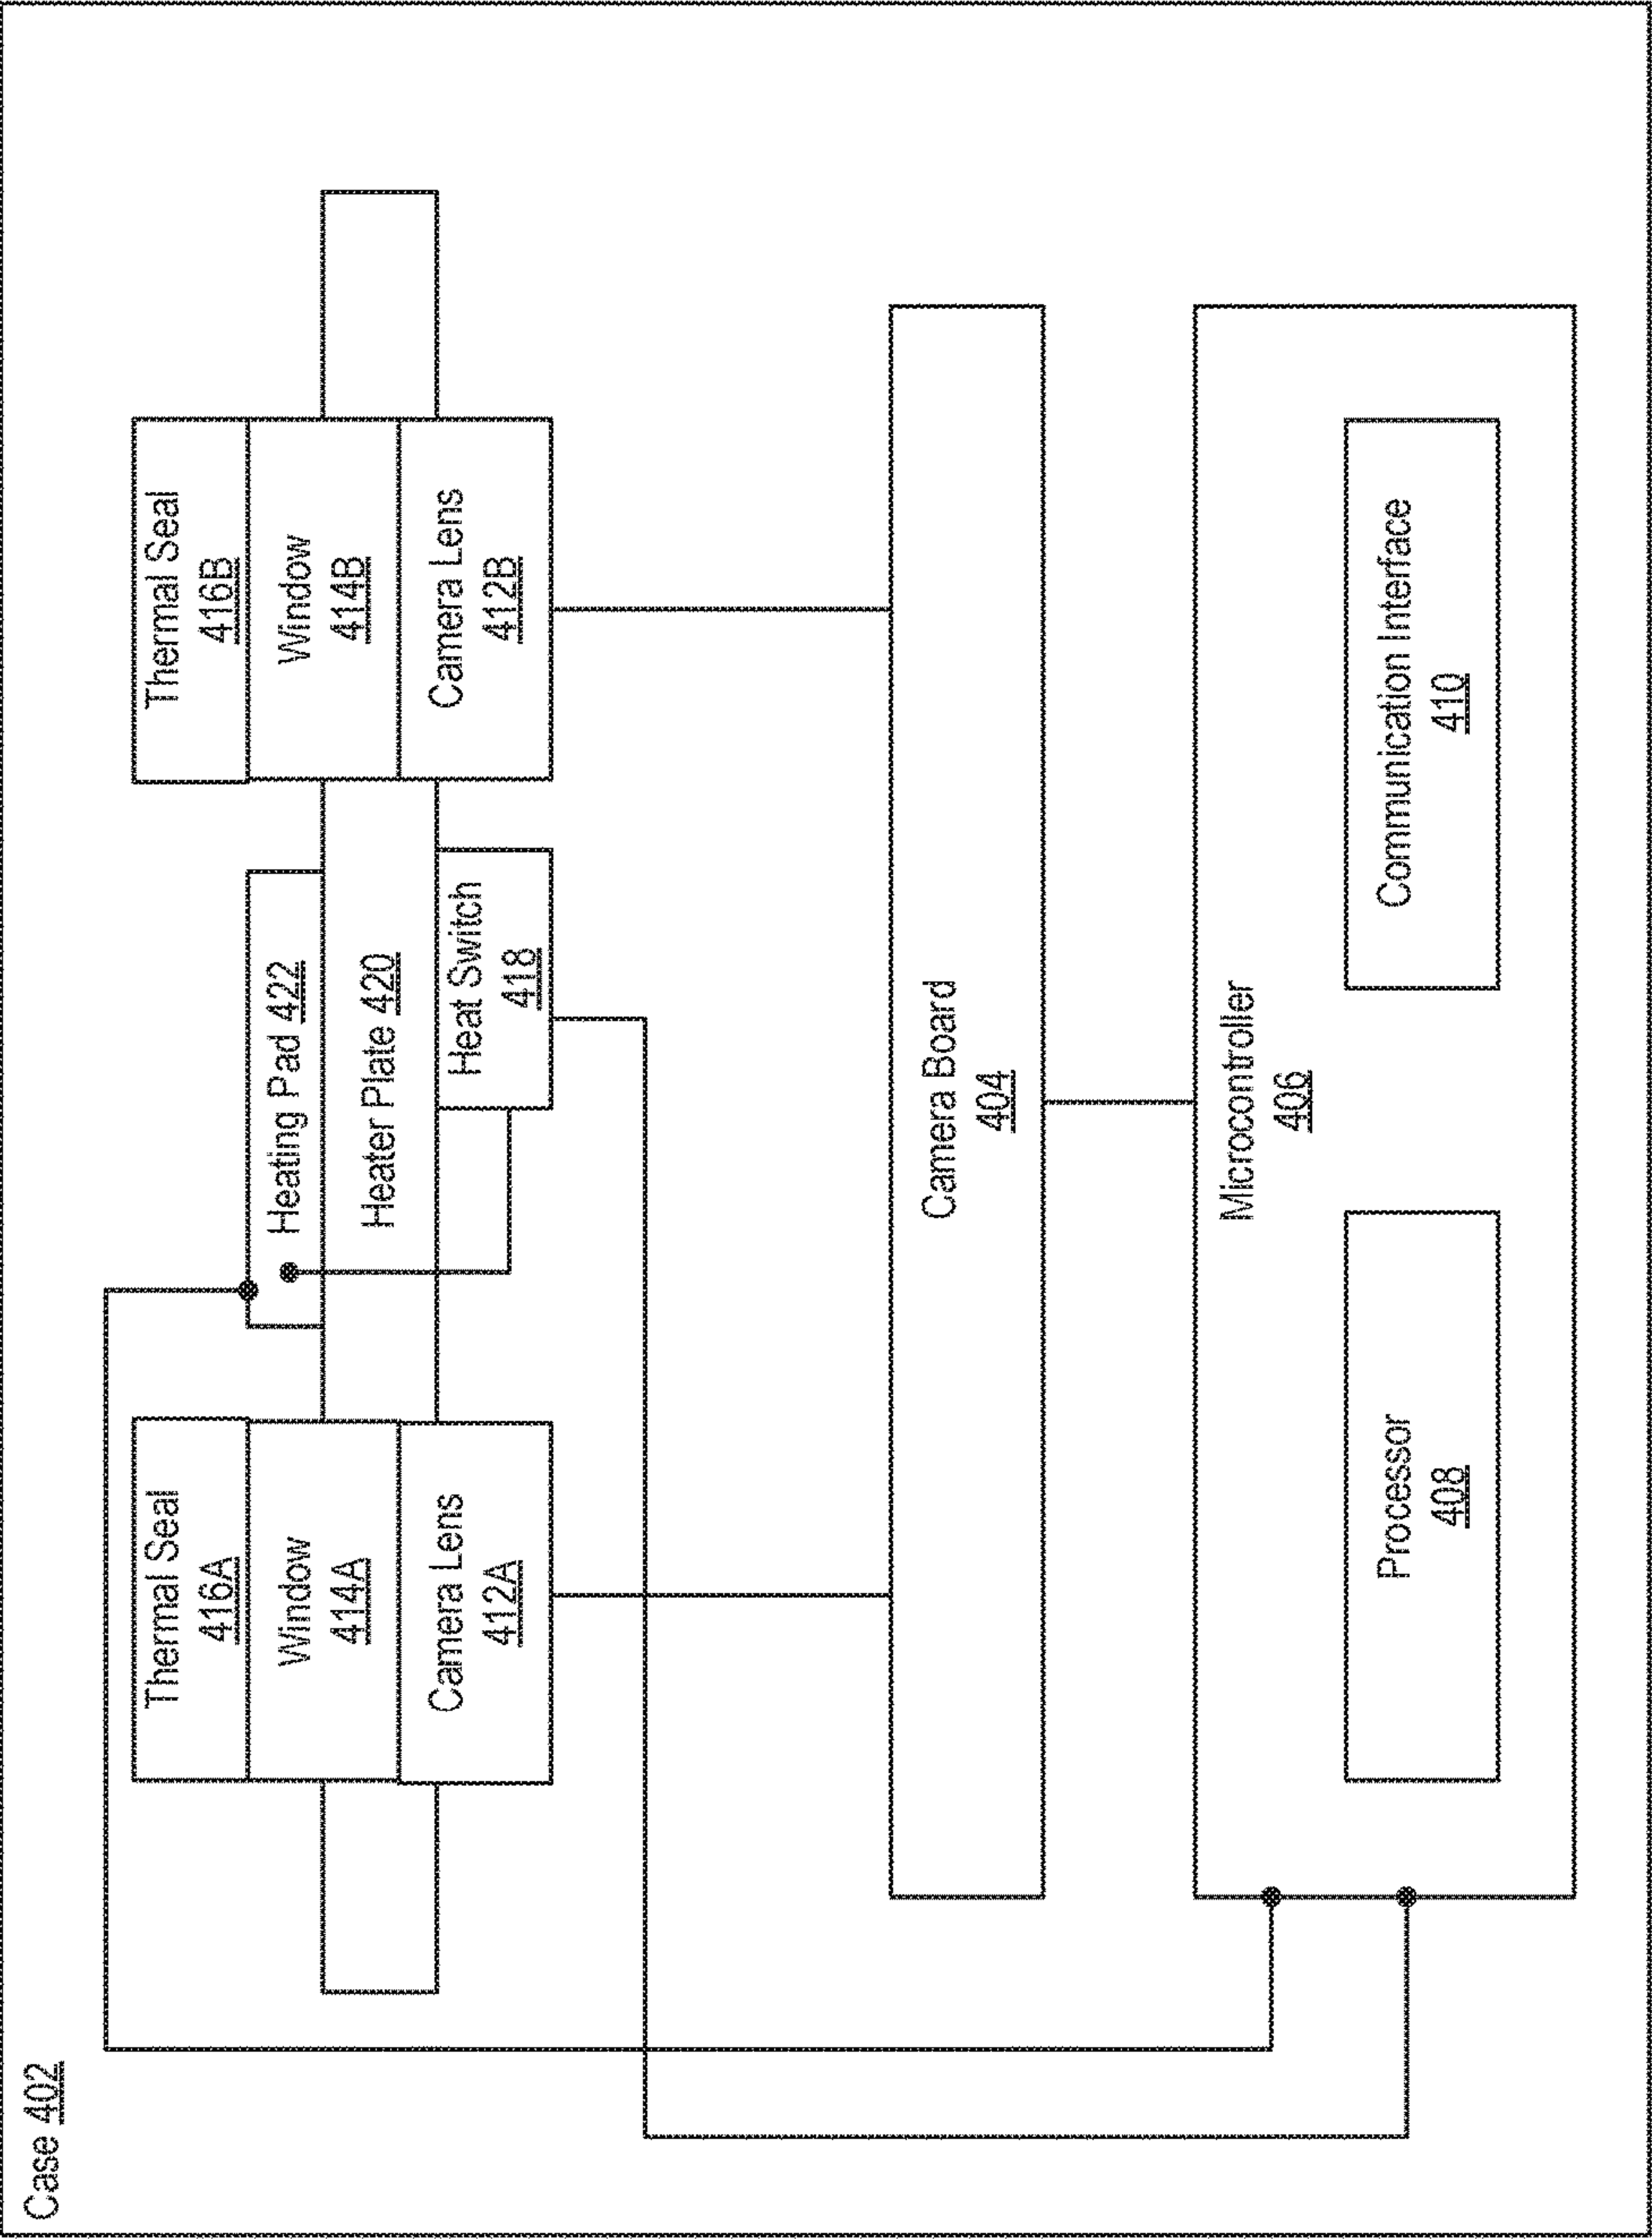 Case 402
Thermal Seal
416A
Window
414A
Camera Lens
412A
Heating Pad 422
Heater Plate 420
Heat Switch
418
Thermal Seal
416B
Window
414B
Camera Lens
412B
Camera Board
404
Microcontroller
406
Processor
408
Communication Interface
410